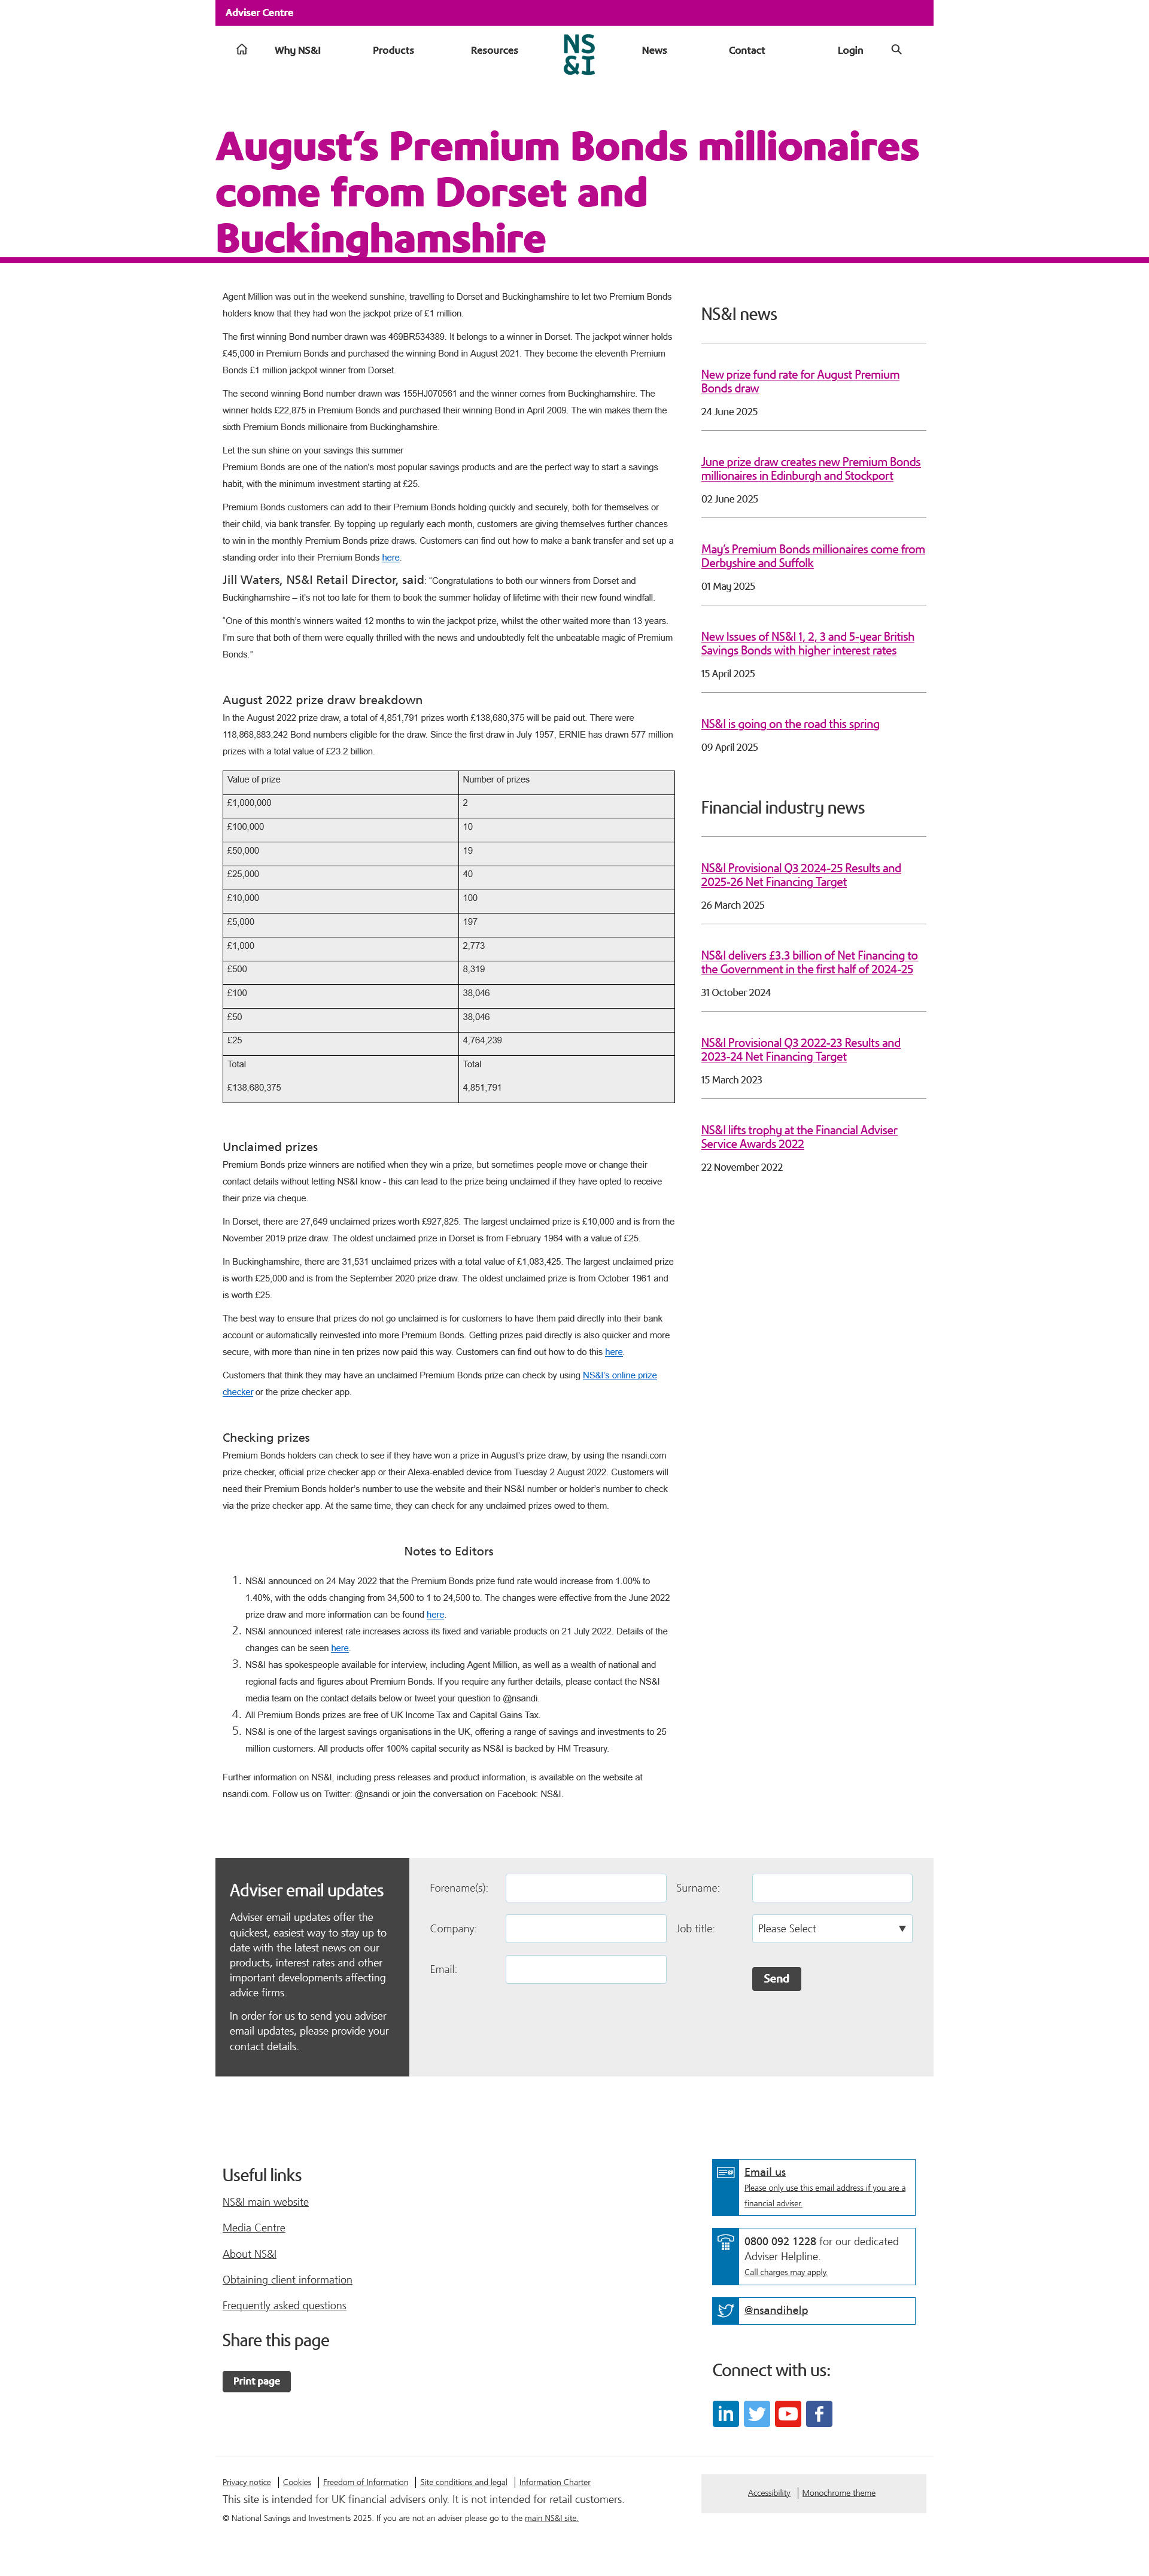 Adviser Centre
Why NS&I
Products
Resources
NS
&I
News
Contact
Login
August’s Premium Bonds millionaires
come from Dorset and
Buckinghamshire
Agent Million was out in the weekend sunshine, travelling to Dorset and Buckinghamshire to let two Premium Bonds
holders know that they had won the jackpot prize of £1 million.
The first winning Bond number drawn was 469BR534389. It belongs to a winner in Dorset. The jackpot winner holds
£45,000 in Premium Bonds and purchased the winning Bond in August 2021. They become the eleventh Premium
Bonds £1 million jackpot winner from Dorset.
The second winning Bond number drawn was 155HJ070561 and the winner comes from Buckinghamshire. The
winner holds £22,875 in Premium Bonds and purchased their winning Bond in April 2009. The win makes them the
sixth Premium Bonds millionaire from Buckinghamshire.
Let the sun shine on your savings this summer
Premium Bonds are one of the nation's most popular savings products and are the perfect way to start a savings
habit, with the minimum investment starting at £25.
Premium Bonds customers can add to their Premium Bonds holding quickly and securely, both for themselves or
their child, via bank transfer. By topping up regularly each month, customers are giving themselves further chances
to win in the monthly Premium Bonds prize draws. Customers can find out how to make a bank transfer and set up a
standing order into their Premium Bonds here.
Jill Waters, NS&I Retail Director, said: “Congratulations to both our winners from Dorset and
Buckinghamshire – it’s not too late for them to book the summer holiday of lifetime with their new found windfall.
“One of this month’s winners waited 12 months to win the jackpot prize, whilst the other waited more than 13 years.
I’m sure that both of them were equally thrilled with the news and undoubtedly felt the unbeatable magic of Premium
Bonds.”
August 2022 prize draw breakdown
In the August 2022 prize draw, a total of 4,851,791 prizes worth £138,680,375 will be paid out. There were
118,868,883,242 Bond numbers eligible for the draw. Since the first draw in July 1957, ERNIE has drawn 577 million
prizes with a total value of £23.2 billion.
Value of prize Number of prizes
£1,000,000 2
£100,000 10
£50,000 19
£25,000 40
£10,000 100
£5,000 197
£1,000 2,773
£500 8,319
£100 38,046
£50 38,046
£25 4,764,239
Total Total
£138,680,375 4,851,791
Unclaimed prizes
Premium Bonds prize winners are notified when they win a prize, but sometimes people move or change their
contact details without letting NS&I know - this can lead to the prize being unclaimed if they have opted to receive
their prize via cheque.
In Dorset, there are 27,649 unclaimed prizes worth £927,825. The largest unclaimed prize is £10,000 and is from the
November 2019 prize draw. The oldest unclaimed prize in Dorset is from February 1964 with a value of £25.
In Buckinghamshire, there are 31,531 unclaimed prizes with a total value of £1,083,425. The largest unclaimed prize
is worth £25,000 and is from the September 2020 prize draw. The oldest unclaimed prize is from October 1961 and
is worth £25.
The best way to ensure that prizes do not go unclaimed is for customers to have them paid directly into their bank
account or automatically reinvested into more Premium Bonds. Getting prizes paid directly is also quicker and more
secure, with more than nine in ten prizes now paid this way. Customers can find out how to do this here.
Customers that think they may have an unclaimed Premium Bonds prize can check by using NS&I’s online prize
checker or the prize checker app.
Checking prizes
Premium Bonds holders can check to see if they have won a prize in August’s prize draw, by using the nsandi.com
prize checker, official prize checker app or their Alexa-enabled device from Tuesday 2 August 2022. Customers will
need their Premium Bonds holder’s number to use the website and their NS&I number or holder’s number to check
via the prize checker app. At the same time, they can check for any unclaimed prizes owed to them.
Notes to Editors
1. NS&I announced on 24 May 2022 that the Premium Bonds prize fund rate would increase from 1.00% to
1.40%, with the odds changing from 34,500 to 1 to 24,500 to. The changes were effective from the June 2022
prize draw and more information can be found here.
2. NS&I announced interest rate increases across its fixed and variable products on 21 July 2022. Details of the
changes can be seen here.
3. NS&I has spokespeople available for interview, including Agent Million, as well as a wealth of national and
regional facts and figures about Premium Bonds. If you require any further details, please contact the NS&I
media team on the contact details below or tweet your question to @nsandi.
4. All Premium Bonds prizes are free of UK Income Tax and Capital Gains Tax.
5. NS&I is one of the largest savings organisations in the UK, offering a range of savings and investments to 25
million customers. All products offer 100% capital security as NS&I is backed by HM Treasury.
Further information on NS&I, including press releases and product information, is available on the website at
nsandi.com. Follow us on Twitter: @nsandi or join the conversation on Facebook: NS&I.
NS&I news
New prize fund rate for August Premium
Bonds draw
24 June 2025
June prize draw creates new Premium Bonds
millionaires in Edinburgh and Stockport
02 June 2025
May’s Premium Bonds millionaires come from
Derbyshire and Suffolk
01 May 2025
New Issues of NS&I 1, 2, 3 and 5-year British
Savings Bonds with higher interest rates
15 April 2025
NS&I is going on the road this spring
09 April 2025
Financial industry news
NS&I Provisional Q3 2024-25 Results and
2025-26 Net Financing Target
26 March 2025
NS&I delivers £3.3 billion of Net Financing to
the Government in the first half of 2024-25
31 October 2024
NS&I Provisional Q3 2022-23 Results and
2023-24 Net Financing Target
15 March 2023
NS&I lifts trophy at the Financial Adviser
Service Awards 2022
22 November 2022
Adviser email updates
Adviser email updates offer the
quickest, easiest way to stay up to
date with the latest news on our
products, interest rates and other
important developments affecting
advice firms.
In order for us to send you adviser
email updates, please provide your
contact details.
Forename(s):
Surname:
Company:
Job title:
Please Select
Email:
Send
Useful links
NS&I main website
Media Centre
About NS&I
Obtaining client information
Frequently asked questions
Share this page
Print page
Email us
Please only use this email address if you are a
financial adviser.
0800 092 1228 for our dedicated
Adviser Helpline.
Call charges may apply.
@nsandihelp
Connect with us:
Privacy notice
Cookies
Freedom of Information
Site conditions and legal
Information Charter
This site is intended for UK financial advisers only. It is not intended for retail customers.
© National Savings and Investments 2025. If you are not an adviser please go to the main NS&I site.
Accessibility
Monochrome theme